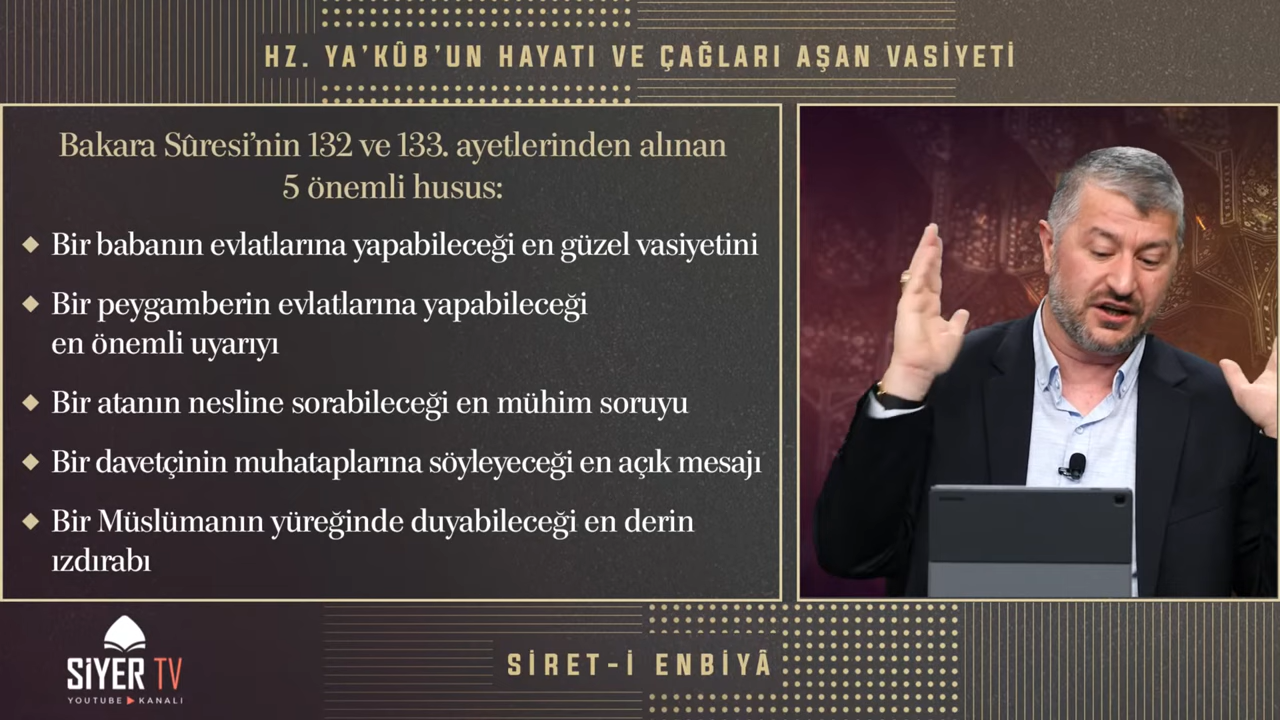 HZ. YA’KÛB’UN HAYATI VE ÇAĞLARI AŞAN VASİYETİ
Bakara Sûresi’nin 132 ve 133. ayetlerinden alınan
5 önemli husus:
Bir babanın evlatlarına yapabileceği en güzel vasiyetini
Bir peygamberin evlatlarına yapabileceği
en önemli uyarıyı
Bir atanın nesline sorabileceği en mühim soruyu
Bir davetçinin muhataplarına söyleyeceği en açık mesajı
Bir Müslümanın yüreğinde duyabileceği en derin
ızdırabı
SİYER TV
YOUTUBE KANALI
SİRET-İ ENBİYÂ